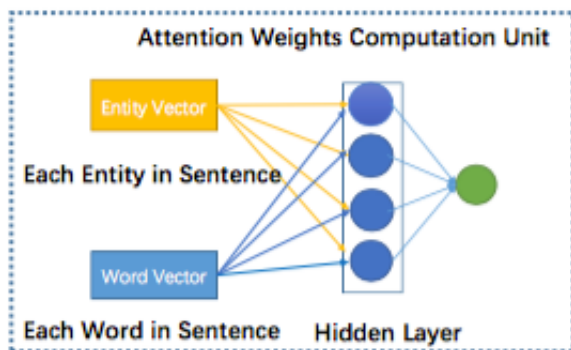 Attention Weights Computation Unit
Entity Vector
Each Entity in Sentence
Word Vector
Each Word in Sentence
Hidden Layer